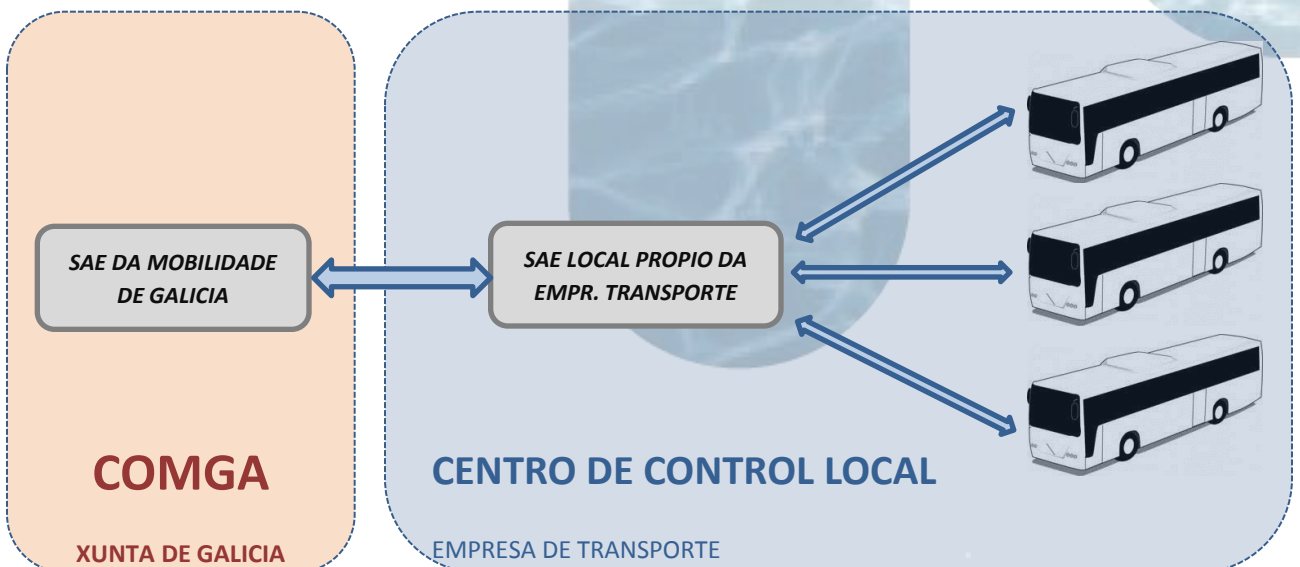 SAE DA MOBILIDADE
DE GALICIA
SAE LOCAL PROPIO DA
EMPR. TRANSPORTE
COMGA
CENTRO DE CONTROL LOCAL
XUNTA DE GALICIA
EMPRESA DE TRANSPORTE